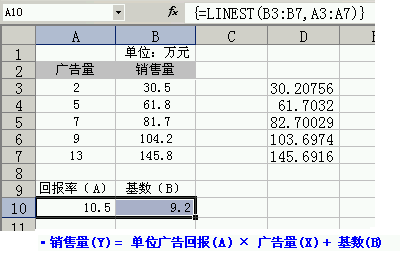 A10 fx {=LINEST(B3:B7,A3:A7)}
A B C D E
1 单位：万元
2 广告量 销售量
3 2 30.5 30.20756
4 5 61.8 61.7032
5 7 81.7 82.70029
6 9 104.2 103.6974
7 13 145.8 145.6916
8
9 回报率（A） 基数（B）
10 10.5 9.2
11
▪销售量(Y) = 单位广告回报(A) × 广告量(X) + 基数(B)